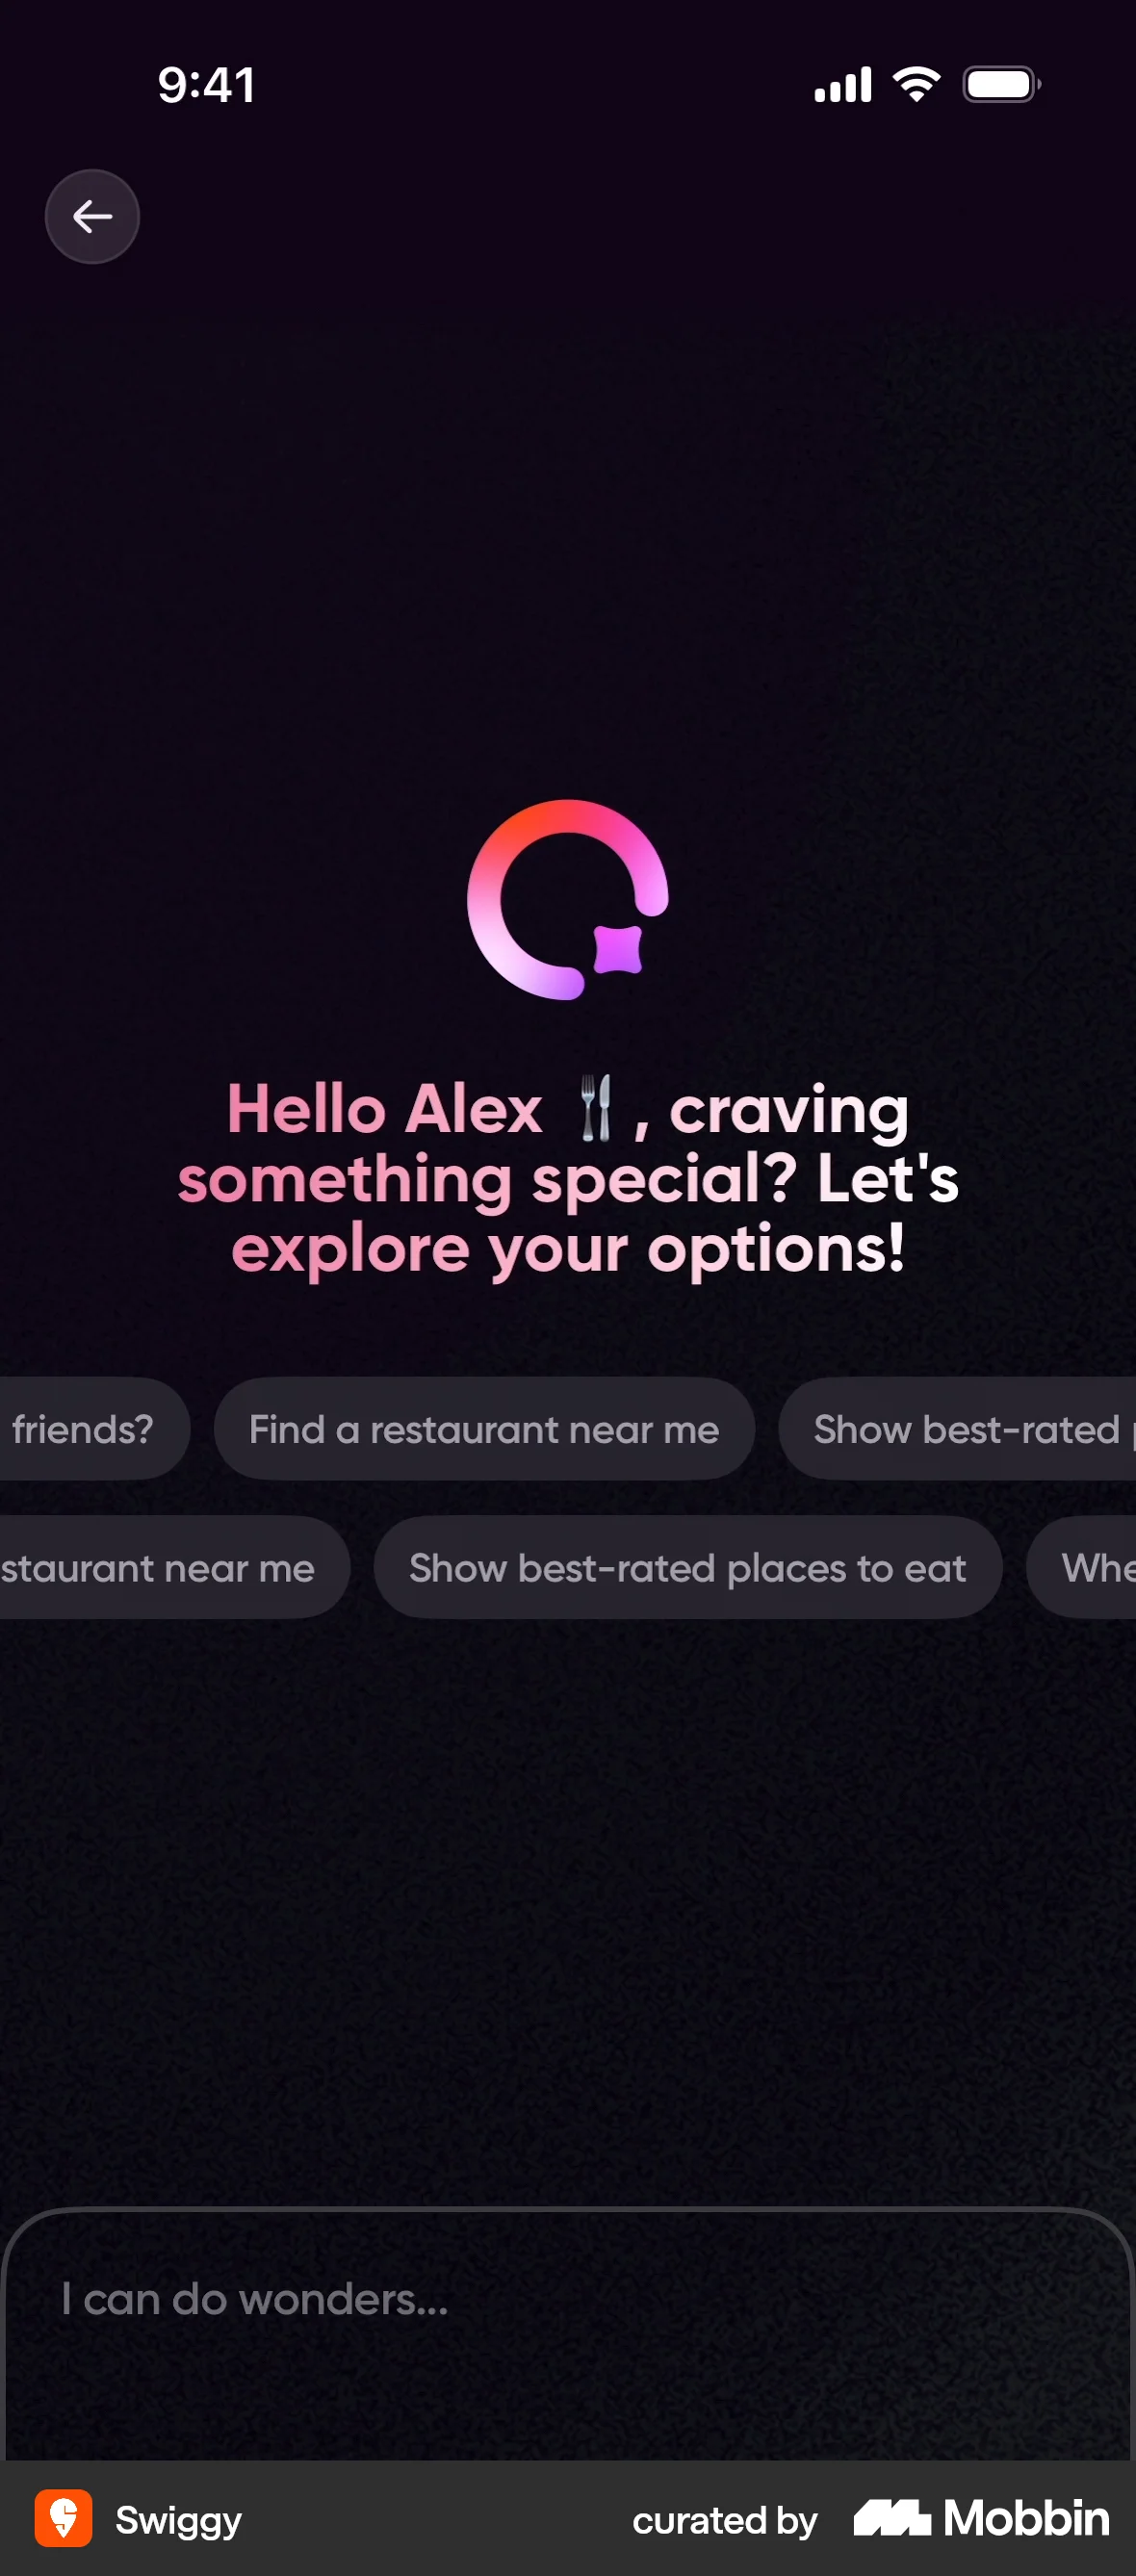 9:41
Hello Alex 🍴, craving
something special? Let's
explore your options!
friends?
Find a restaurant near me
Show best-rated
staurant near me
Show best-rated places to eat
Whe
I can do wonders...
Swiggy
curated by Mobbin